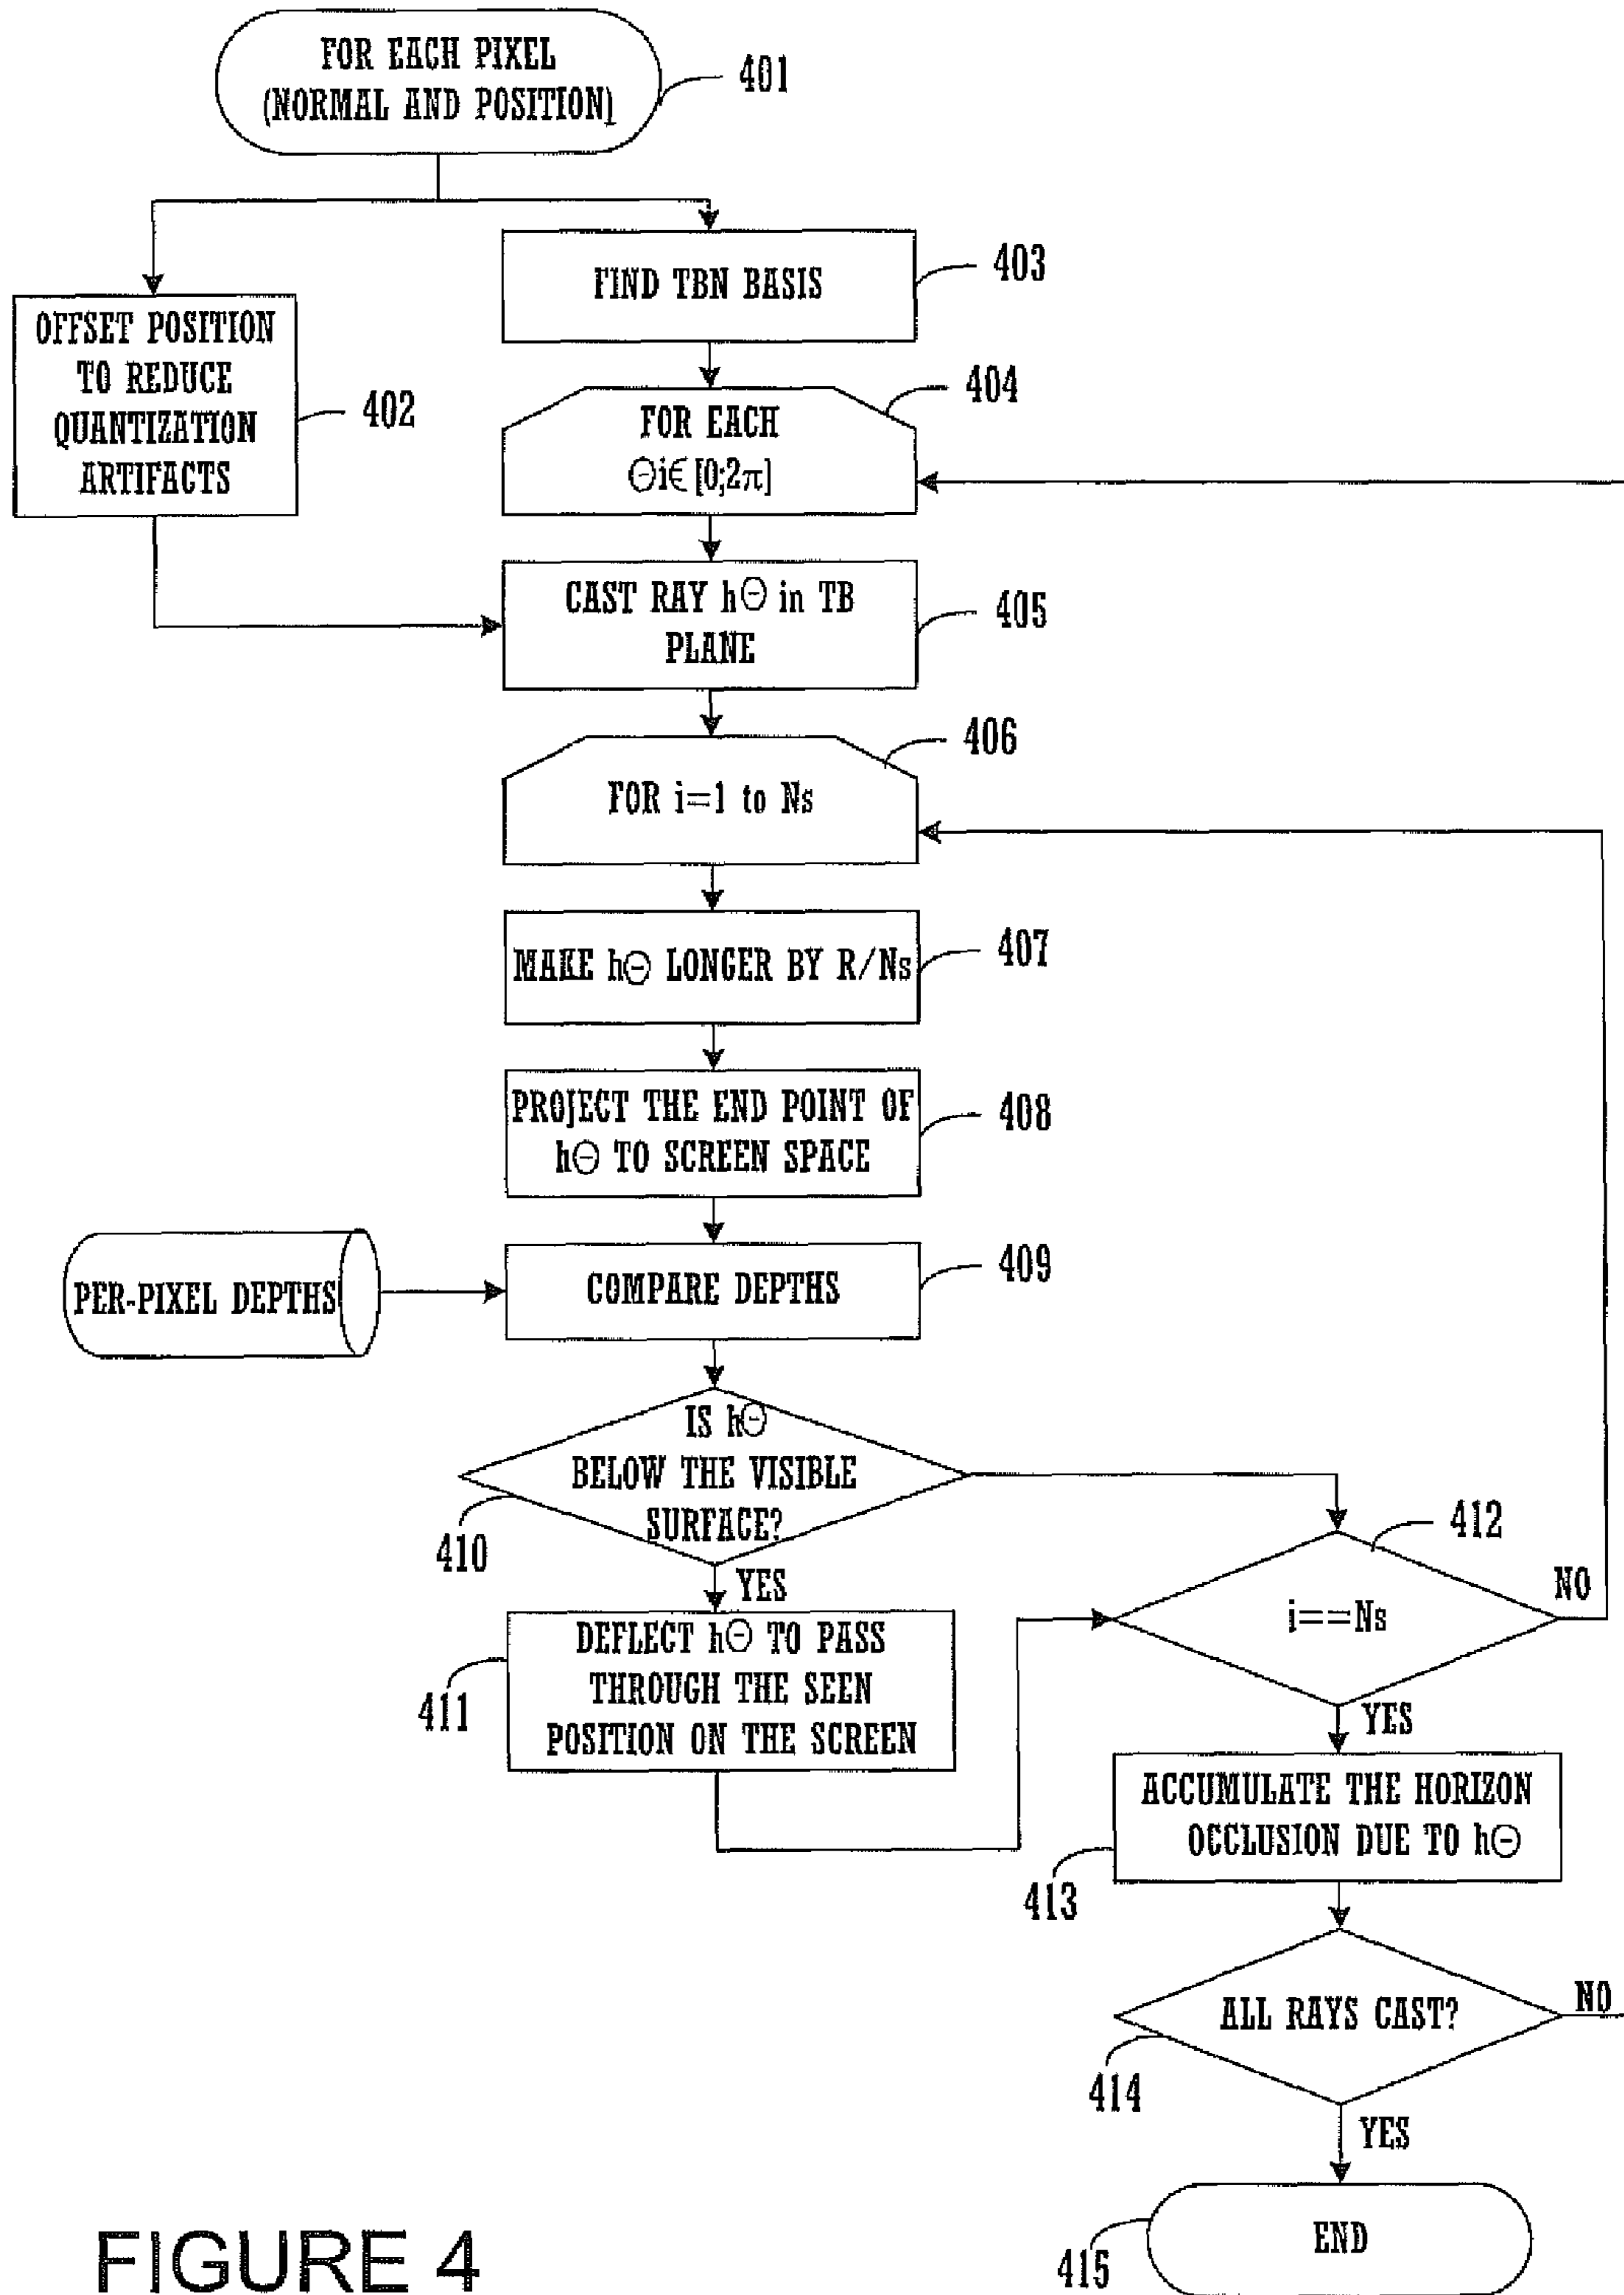 FOR EACH PIXEL
(NORMAL AND POSITION)
401
FIND TBN BASIS
403
OFFSET POSITION
TO REDUCE
QUANTIZATION
ARTIFACTS
402
404
FOR EACH
Θi∈[0;2π]
CAST RAY hΘ in TB
PLANE
405
406
FOR i=1 to Ns
MAKE hΘ LONGER BY R/Ns
407
PROJECT THE END POINT OF
hΘ TO SCREEN SPACE
408
PER-PIXEL DEPTHS
COMPARE DEPTHS
409
IS hΘ
BELOW THE VISIBLE
SURFACE?
410
YES
412
i==Ns
NO
DEFLECT hΘ TO PASS
THROUGH THE SEEN
POSITION ON THE SCREEN
411
YES
ACCUMULATE THE HORIZON
OCCLUSION DUE TO hΘ
413
ALL RAYS CAST?
NO
414
YES
END
415
FIGURE 4